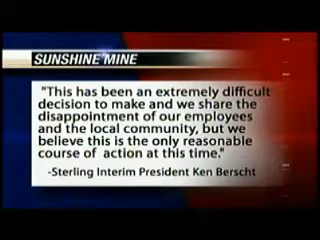 SUNSHINE MINE
"This has been an extremely difficult
decision to make and we share the
disappointment of our employees
and the local community, but we
believe this is the only reasonable
course of action at this time."
-Sterling Interim President Ken Berscht